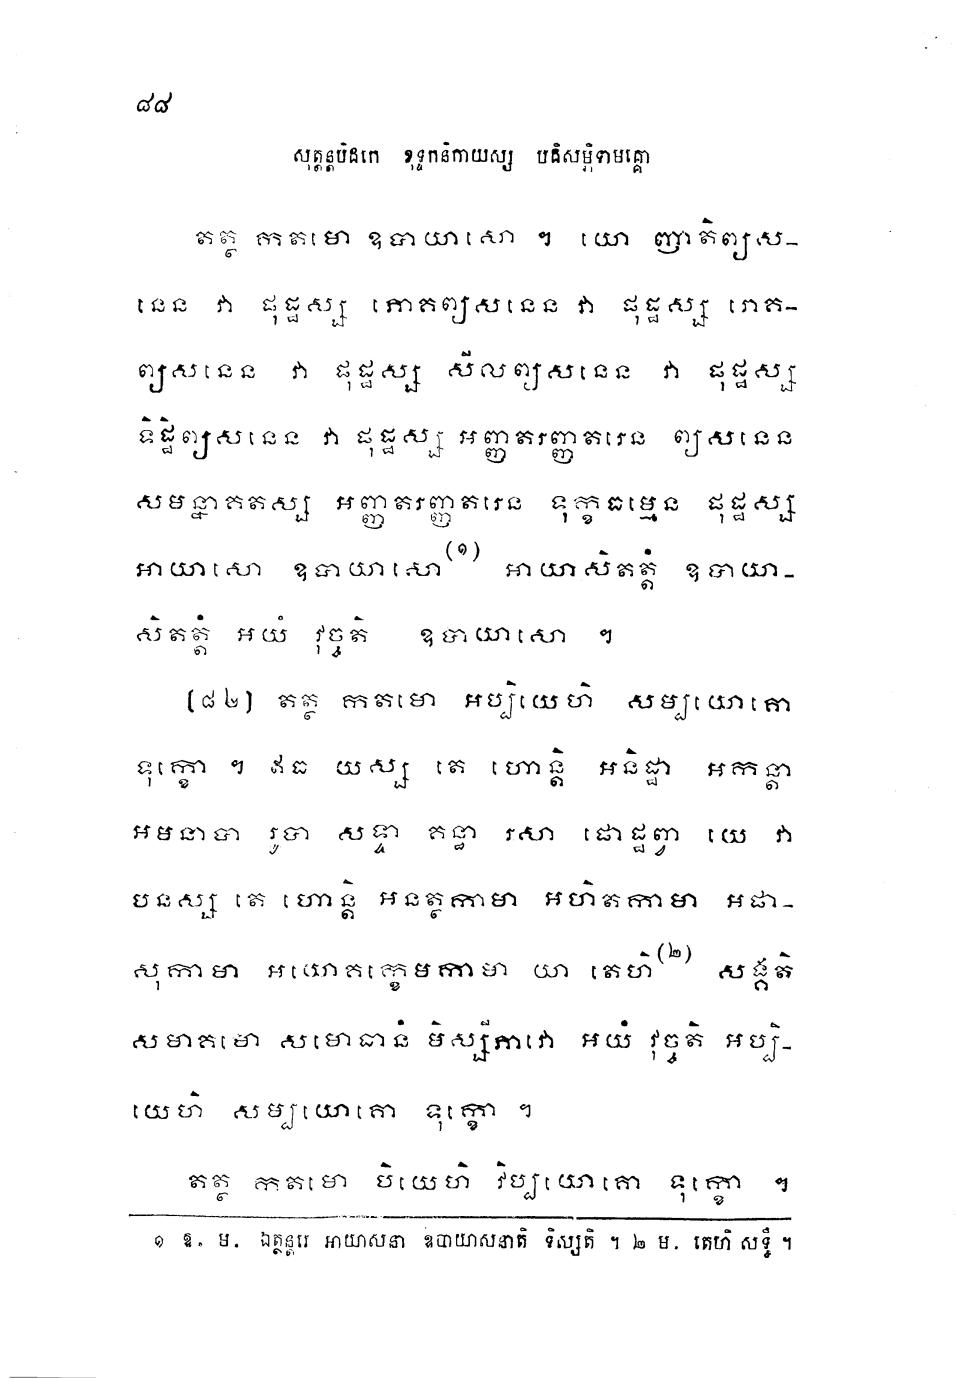 ៨៨
សុត្តន្តបិដកេ ខុទ្ទកនិកាយស្ស បដិសម្ភិទាមគ្គោ
តត្ថ កតមោ ឧបាយាសោ ។ យោ ញាតិព្យស-
នេន វា ផុដ្ឋស្ស ភោគព្យសនេន វា ផុដ្ឋស្ស រោគ-
ព្យសនេន វា ផុដ្ឋស្ស សីលព្យសនេន វា ផុដ្ឋស្ស
ទិដ្ឋិព្យសនេន វា ផុដ្ឋស្ស អញ្ញតរញ្ញតរេន ព្យសនេន
សមន្នាគតស្ស អញ្ញតរញ្ញតរេន ទុក្ខធម្មេន ផុដ្ឋស្ស
អាយាសោ ឧបាយាសោ(១) អាយាសិតត្តំ ឧបាយា-
សិតត្តំ អយំ វុច្ចតិ ឧបាយាសោ ។
[៨៤] តត្ថ កតមោ អប្បិយេហិ សម្បយោគោ
ទុក្ខោ ។ ឥធ យស្ស តេ ហោន្តិ អនិដ្ឋា អកន្តា
អមនាបា រូបា សទ្ទា គន្ធា រសា ផោដ្ឋព្វា យេ វា
បនស្ស តេ ហោន្តិ អនត្ថកាមា អហិតកាមា អផា-
សុកាមា អយោគក្ខេមកាមា យា តេហិ(២) សង្គតិ
សមាគមោ សមោធានំ មិស្សីភាវោ អយំ វុច្ចតិ អប្បិ-
យេហិ សម្បយោគោ ទុក្ខោ ។
តត្ថ កតមោ បិយេហិ វិប្បយោគោ ទុក្ខោ ។
១ ឱ. ម. ឯត្ថន្តរេ អាយាសនា ឧបាយាសនាតិ ទិស្សតិ ។ ២ ម. តេហិ សទ្ធឹ ។